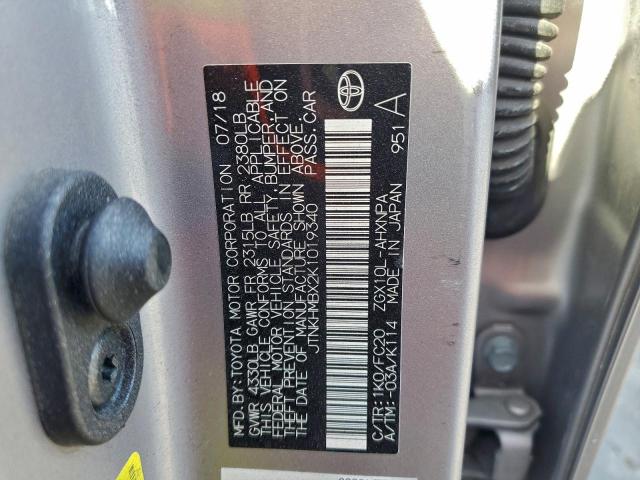 MFD.BY:TOYOTA MOTOR CORPORATION 07/18
GVWR 4330LB GAWR FR 2315LB RR 2380LB
THIS VEHICLE CONFORMS TO ALL APPLICABLE
FEDERAL MOTOR VEHICLE SAFETY, BUMPER, AND
THEFT PREVENTION STANDARDS IN EFFECT ON
THE DATE OF MANUFACTURE SHOWN ABOVE.
JTNKHMBX2K1019340 PASS.CAR
C/TR:1K0/FC20 ZGX10L-AHXNPA
A/TM:-03A/K114 MADE IN JAPAN 951 A